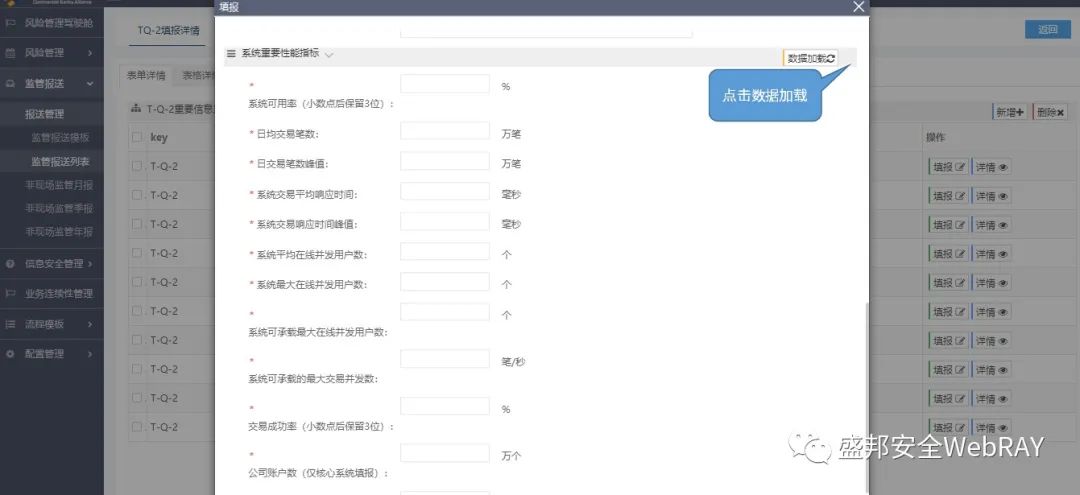 Continental Banking Alliance
填报
风险管理驾驶舱
TQ-2填报详情
返回
风险管理
系统重要性能指标
数据加载
监管报送
表单详情
表格详情
* 系统可用率（小数点后保留3位）：
%
点击数据加载
报送管理
T-Q-2重要信息
新增
删除
监管报送模板
key
* 日均交易笔数：
万笔
操作
监管报送列表
T-Q-2
* 日交易笔数峰值：
万笔
填报
详情
非现场监管月报
T-Q-2
* 系统交易平均响应时间：
毫秒
填报
详情
非现场监管季报
T-Q-2
* 系统交易响应时间峰值：
毫秒
填报
详情
非现场监管年报
T-Q-2
* 系统平均在线并发用户数：
个
填报
详情
信息安全管理
T-Q-2
* 系统最大在线并发用户数：
个
填报
详情
业务连续性管理
T-Q-2
* 系统可承载最大在线并发用户数：
个
填报
详情
流程模板
T-Q-2
填报
详情
配置管理
T-Q-2
* 系统可承载的最大交易并发数：
笔/秒
填报
详情
T-Q-2
* 交易成功率（小数点后保留3位）：
%
填报
详情
T-Q-2
填报
详情
* 公司账户数（仅核心系统填报）：
万个
盛邦安全WebRAY